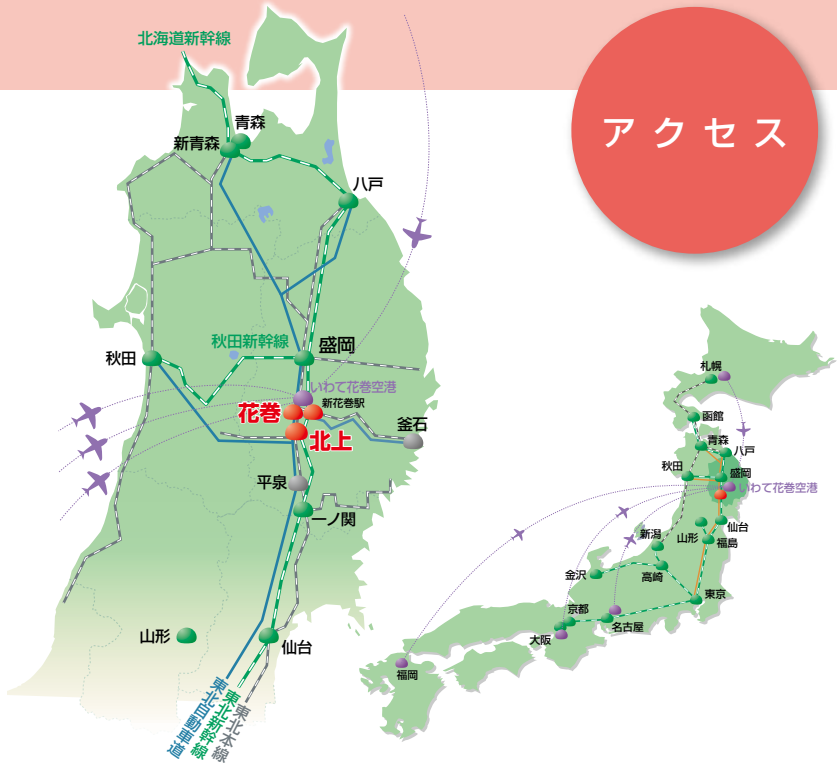 アクセス
北海道新幹線
青森
新青森
八戸
秋田新幹線
盛岡
秋田
いわて花巻空港
花巻
新花巻駅
北上
釜石
平泉
一ノ関
山形
仙台
東北自動車道
東北新幹線
東北本線
札幌
函館
青森
八戸
秋田
盛岡
いわて花巻空港
仙台
山形
福島
新潟
金沢
高崎
東京
京都
名古屋
大阪
福岡